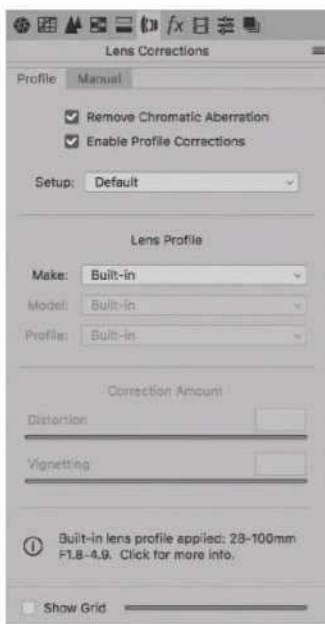 fx
Lens Corrections
Profile Manual
Remove Chromatic Aberration
Enable Profile Corrections
Setup: Default
Lens Profile
Make: Built-in
Model: Built-in
Profile: Built-in
Correction Amount
Distortion
Vignetting
Built-in lens profile applied: 28-100mm
F1.8-4.9. Click for more info.
Show Grid